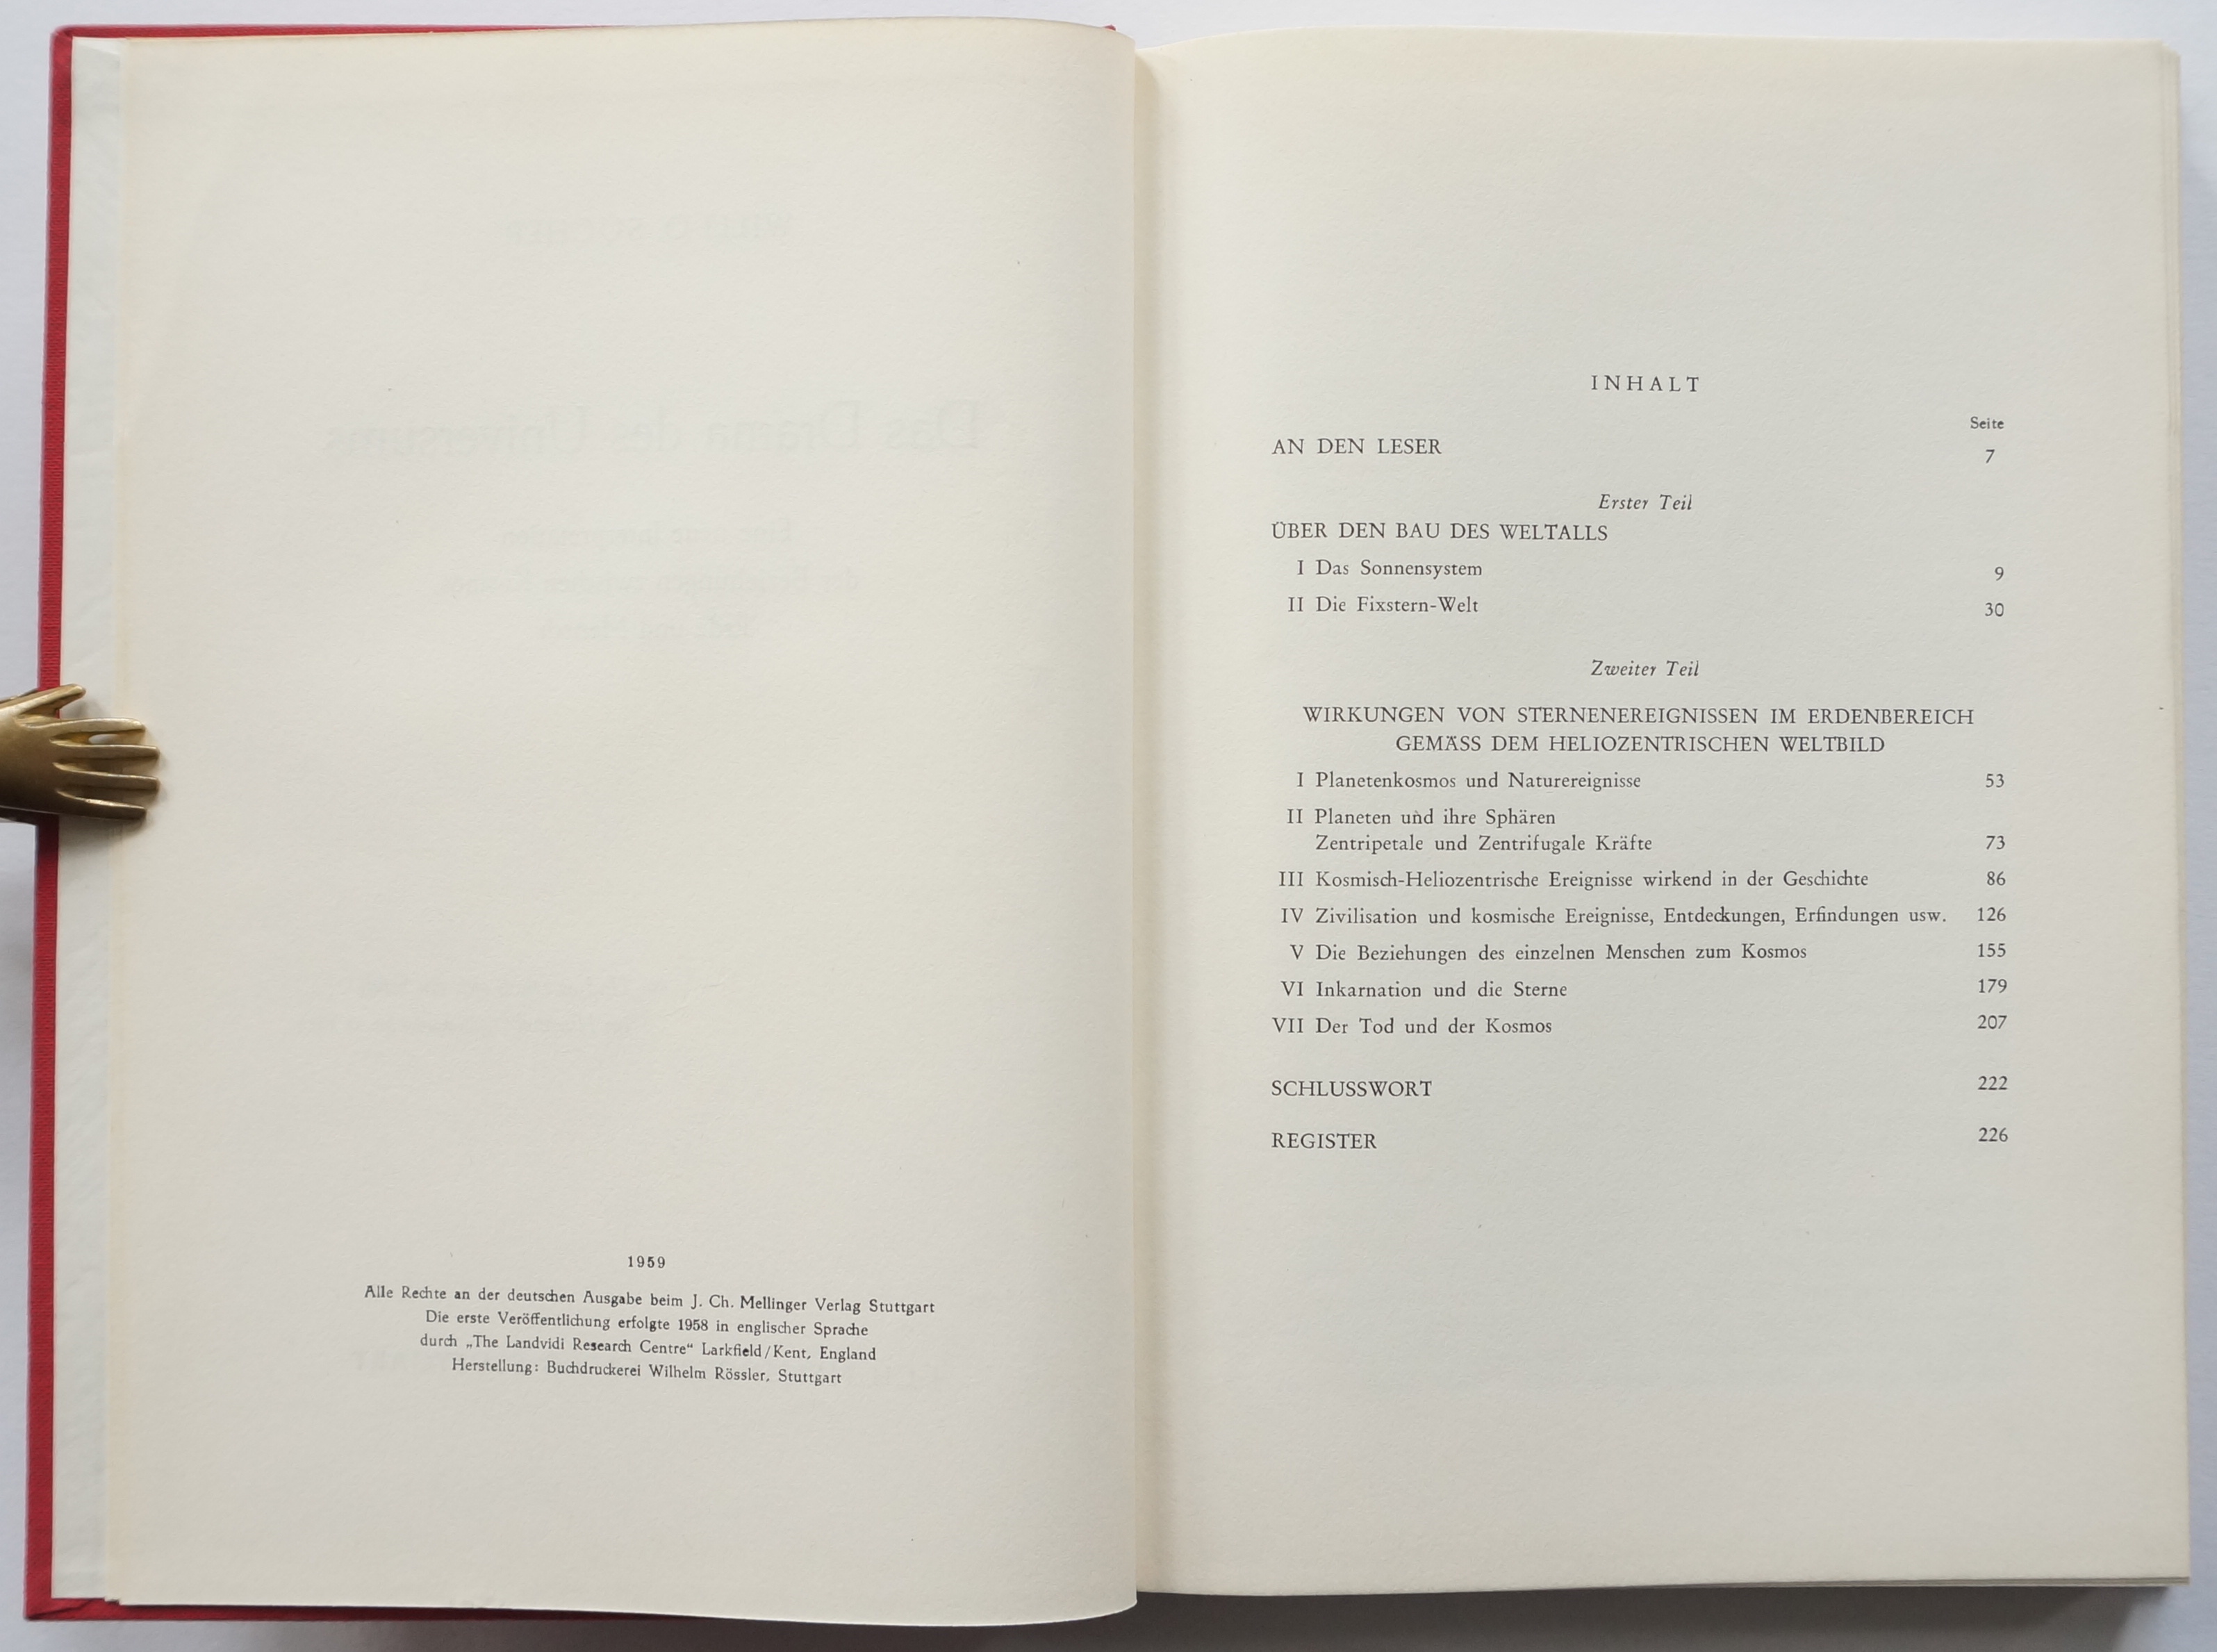 1959
Alle Rechte an der deutschen Ausgabe beim J. Ch. Mellinger Verlag Stuttgart
Die erste Veröffentlichung erfolgte 1958 in englischer Sprache
durch „The Landvidi Research Centre“ Larkfield/Kent, England
Herstellung: Buchdruckerei Wilhelm Rössler, Stuttgart
INHALT
Seite
AN DEN LESER 7
Erster Teil
ÜBER DEN BAU DES WELTALLS
I Das Sonnensystem 9
II Die Fixstern-Welt 30
Zweiter Teil
WIRKUNGEN VON STERNENEREIGNISSEN IM ERDENBEREICH
GEMÄSS DEM HELIOZENTRISCHEN WELTBILD
I Planetenkosmos und Naturereignisse 53
II Planeten und ihre Sphären
Zentripetale und Zentrifugale Kräfte 73
III Kosmisch-Heliozentrische Ereignisse wirkend in der Geschichte 86
IV Zivilisation und kosmische Ereignisse, Entdeckungen, Erfindungen usw. 126
V Die Beziehungen des einzelnen Menschen zum Kosmos 155
VI Inkarnation und die Sterne 179
VII Der Tod und der Kosmos 207
SCHLUSSWORT 222
REGISTER 226